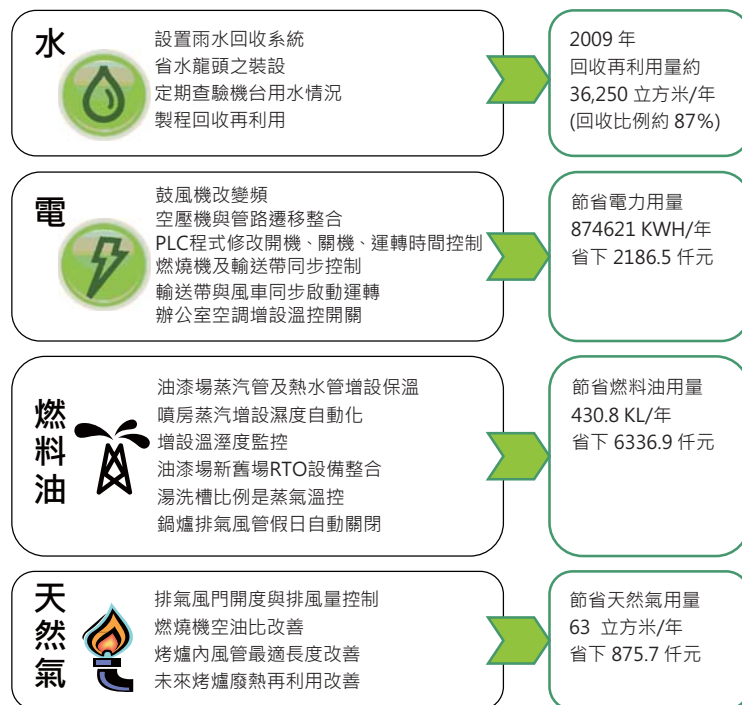 水
設置雨水回收系統
省水龍頭之裝設
定期查驗機台用水情況
製程回收再利用
2009 年
回收再利用量約
36,250 立方米/年
(回收比例約 87%)
電
鼓風機改變頻
空壓機與管路遷移整合
PLC程式修改開機、關機、運轉時間控制
燃燒機及輸送帶同步控制
輸送帶與風車同步啟動運轉
辦公室空調增設溫控開關
節省電力用量
874621 KWH/年
省下 2186.5 仟元
燃料油
油漆場蒸汽管及熱水管增設保溫
噴房蒸汽增設濕度自動化
增設溫溼度監控
油漆場新舊場RTO設備整合
湯洗槽比例是蒸氣溫控
鍋爐排氣風管假日自動關閉
節省燃料油用量
430.8 KL/年
省下 6336.9 仟元
天然氣
排氣風門開度與排風量控制
燃燒機空油比改善
烤爐內風管最適長度改善
未來烤爐廢熱再利用改善
節省天然氣用量
63 立方米/年
省下 875.7 仟元